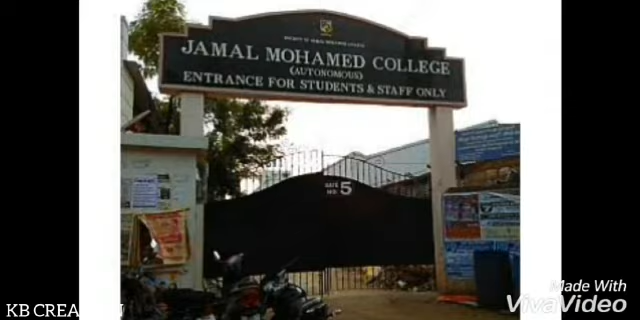 JAMAL MOHAMED COLLEGE
(AUTONOMOUS)
ENTRANCE FOR STUDENTS & STAFF ONLY
GATE
NO: 5
KB CREA
Made With
VivaVideo